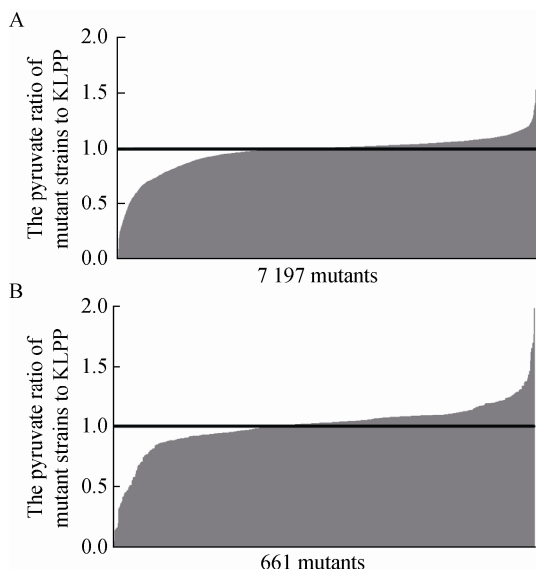 A
The pyruvate ratio of
mutant strains to KLPP
2.0
1.5
1.0
0.5
0.0
7 197 mutants
B
The pyruvate ratio of
mutant strains to KLPP
2.0
1.5
1.0
0.5
0.0
661 mutants